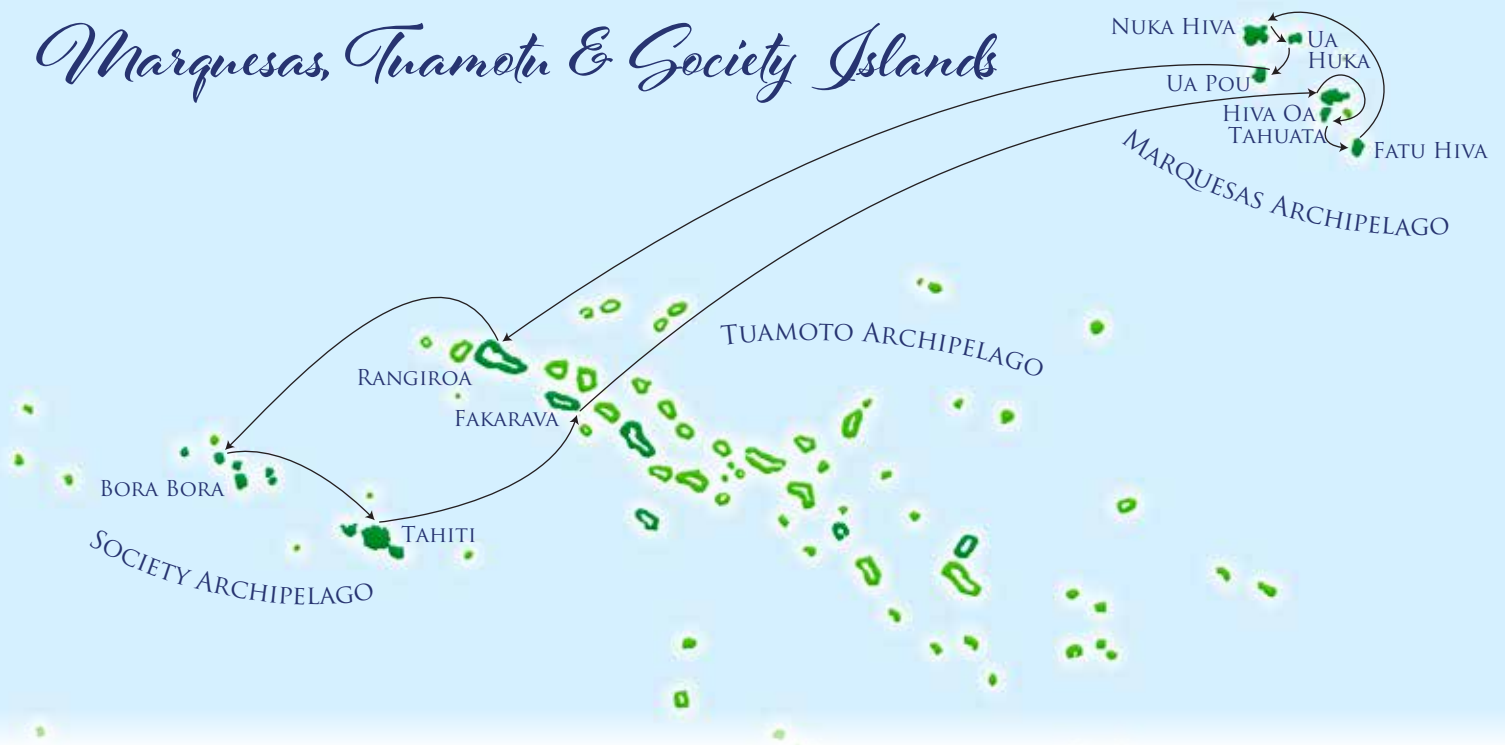 Marquesas, Tuamotu & Society Islands
Nuka Hiva
Ua
Huka
Ua Pou
Hiva Oa
Tahuata
Fatu Hiva
Marquesas Archipelago
Tuamoto Archipelago
Rangiroa
Fakarava
Bora Bora
Tahiti
Society Archipelago